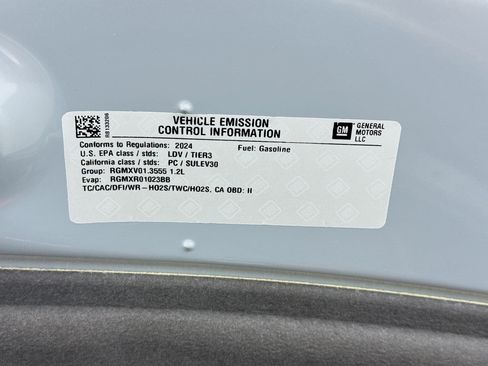 RB133206
VEHICLE EMISSION
CONTROL INFORMATION
GM GENERAL
MOTORS
LLC
Conforms to Regulations: 2024 Fuel: Gasoline
U.S. EPA class / stds: LDV / TIER3
California class / stds: PC / SULEV30
Group: RGMXV01.3555 1.2L
Evap: RGMXR01023BB
TC/CAC/DFI/WR-HO2S/TWC/HO2S, CA OBD: II